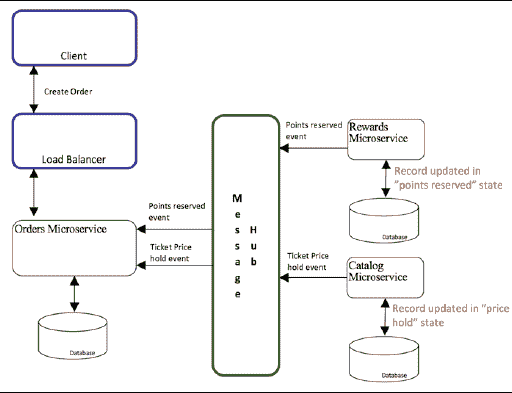 Client
Create Order
Load Balancer
Orders Microservice
Database
Points reserved
event
Ticket Price
hold event
Message
Hub
Points reserved
event
Rewards
Microservice
Record updated in
"points reserved" state
Database
Ticket Price
hold event
Catalog
Microservice
Record updated in "price
hold" state
Database